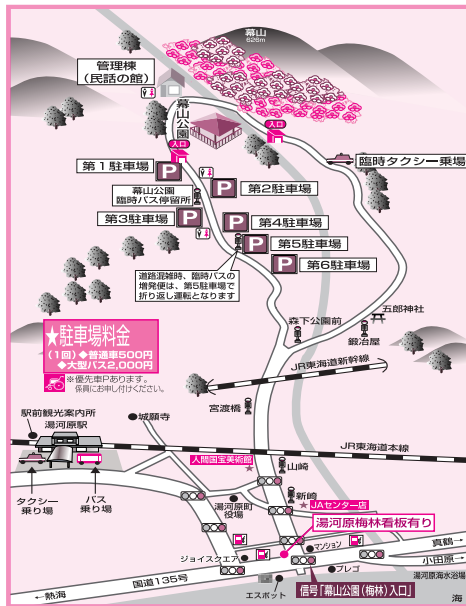 幕山
626m
管理棟
(民話の館)
幕山公園
入口
入口
臨時タクシー乗場
第1駐車場
P
幕山公園
臨時バス停留所
P
第2駐車場
第3駐車場
P
P
第4駐車場
P
第5駐車場
P
第6駐車場
道路混雑時、臨時バスの
増発便は、第5駐車場で
折り返し運転となります
五郎神社
森下公園前
鍛冶屋
★駐車場料金
(1回)◆普通車500円
◆大型バス2,000円
※優先車Pあります。
係員にお申し付けください。
JR東海道新幹線
宮渡橋
駅前観光案内所
湯河原駅
城願寺
JR東海道本線
人間国宝美術館
山崎
タクシー
乗り場
バス
乗り場
湯河原町
役場
新崎
★JAセンター店
湯河原梅林看板有り
真鶴→
ジョイスクエア
マンション
小田原→
プレゴ
湯河原海水浴場
国道135号
←熱海
エスポット
信号「幕山公園(梅林)入口」
海